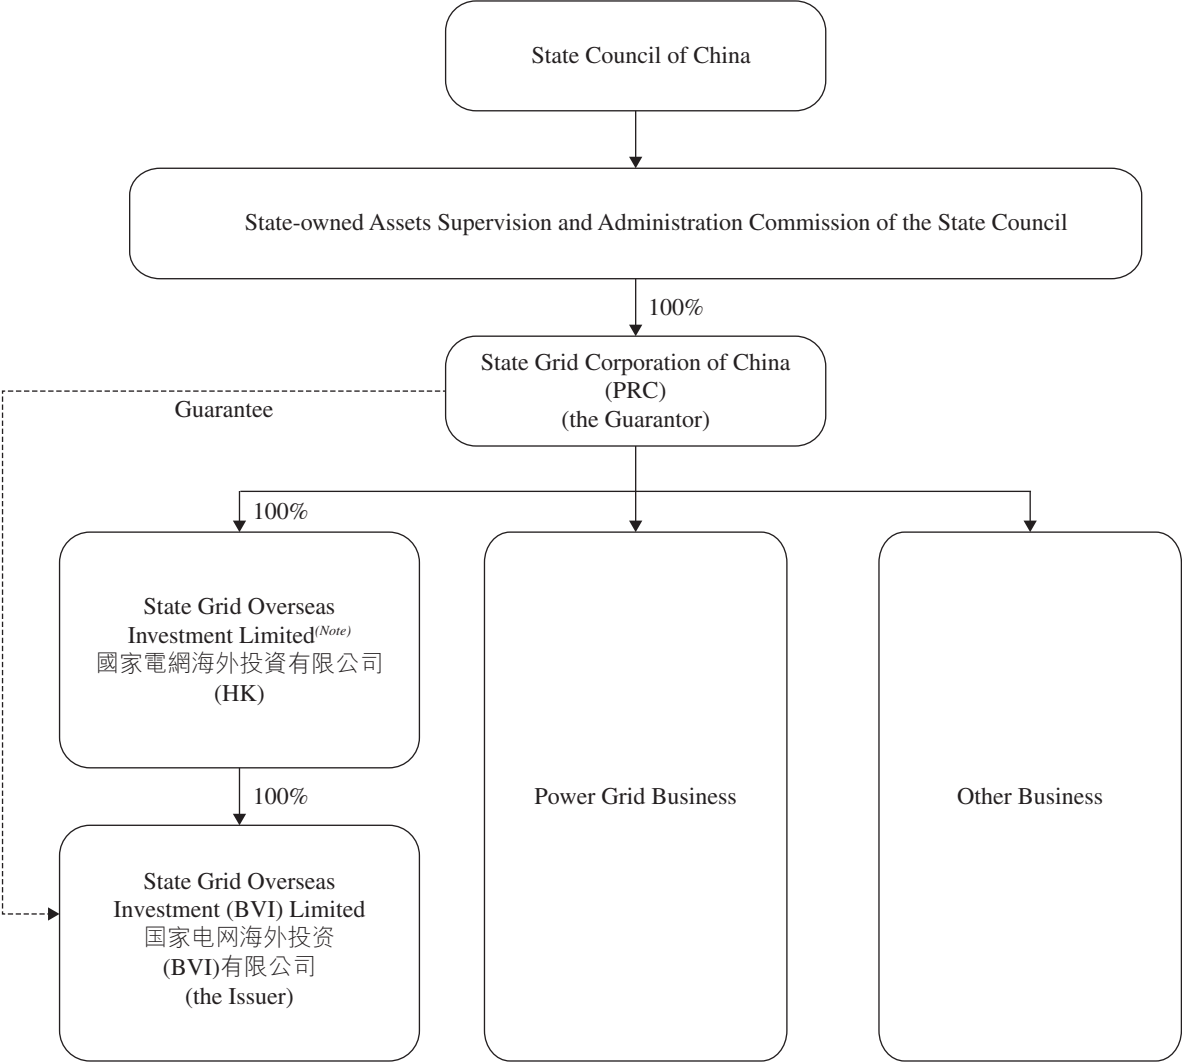 State Council of China
State-owned Assets Supervision and Administration Commission of the State Council
100%
State Grid Corporation of China
(PRC)
(the Guarantor)
Guarantee
100%
State Grid Overseas
Investment Limited(Note)
國家電網海外投資有限公司
(HK)
Power Grid Business
Other Business
100%
State Grid Overseas
Investment (BVI) Limited
国家电网海外投资
(BVI)有限公司
(the Issuer)